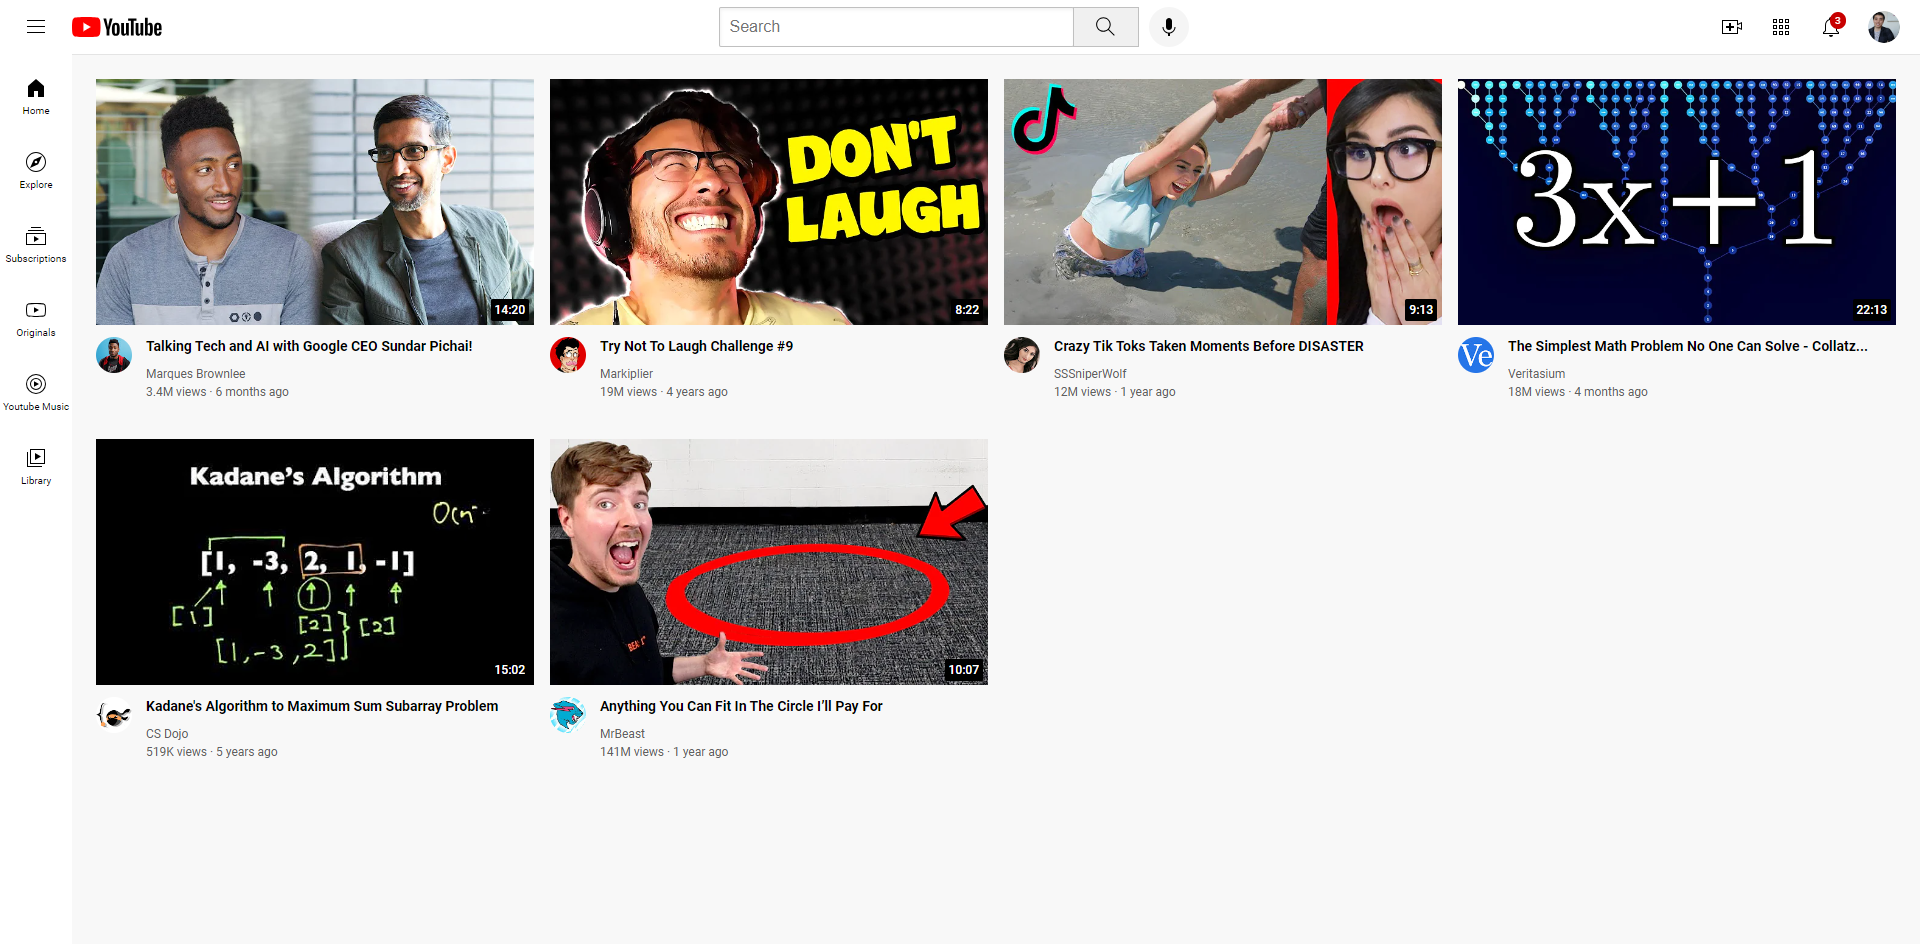 YouTube
Search
3
Home
Explore
Subscriptions
Originals
Youtube Music
Library
14:20
Talking Tech and AI with Google CEO Sundar Pichai!
Marques Brownlee
3.4M views · 6 months ago
DON'T
LAUGH
8:22
Try Not To Laugh Challenge #9
Markiplier
19M views · 4 years ago
9:13
Crazy Tik Toks Taken Moments Before DISASTER
SSSniperWolf
12M views · 1 year ago
3x+1
22:13
Ve
The Simplest Math Problem No One Can Solve - Collatz...
Veritasium
18M views · 4 months ago
Kadane's Algorithm
[1, -3, 2, 1, -1]
[1]
[2]
[2]
[1,-3,2]
15:02
Kadane's Algorithm to Maximum Sum Subarray Problem
CS Dojo
519K views · 5 years ago
10:07
Anything You Can Fit In The Circle I’ll Pay For
MrBeast
141M views · 1 year ago